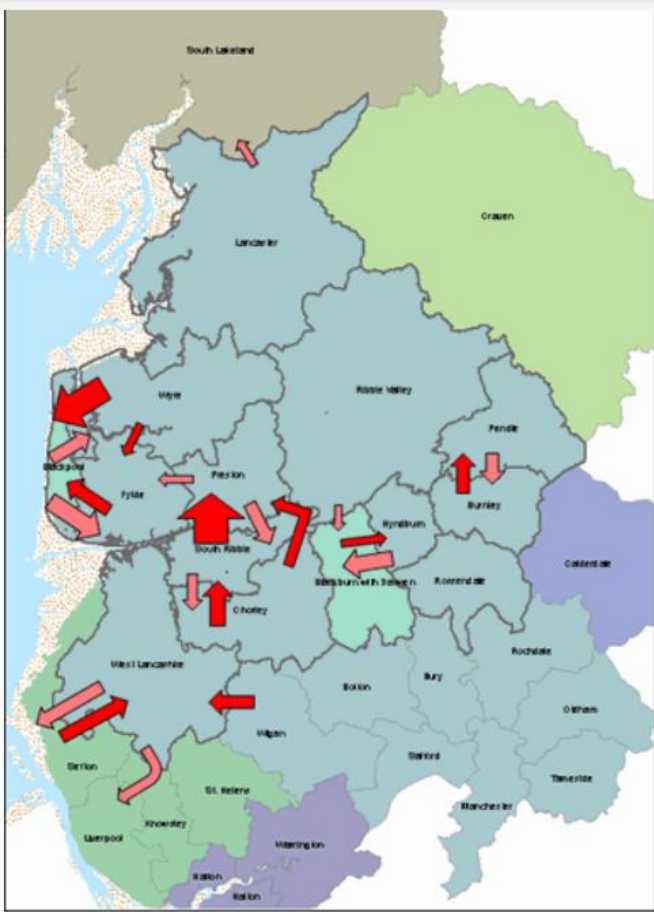 South Lakeland
Craven
Lancaster
Wyre
Ribble Valley
Pendle
Blackpool
Fylde
Preston
Burnley
Hyndburn
South Ribble
Calderdale
Blackburn with Darwen
Rossendale
Chorley
West Lancashire
Rochdale
Bolton
Bury
Oldham
Wigan
Salford
Sefton
Tameside
St. Helens
Manchester
Knowsley
Liverpool
Warrington
Halton
Halton